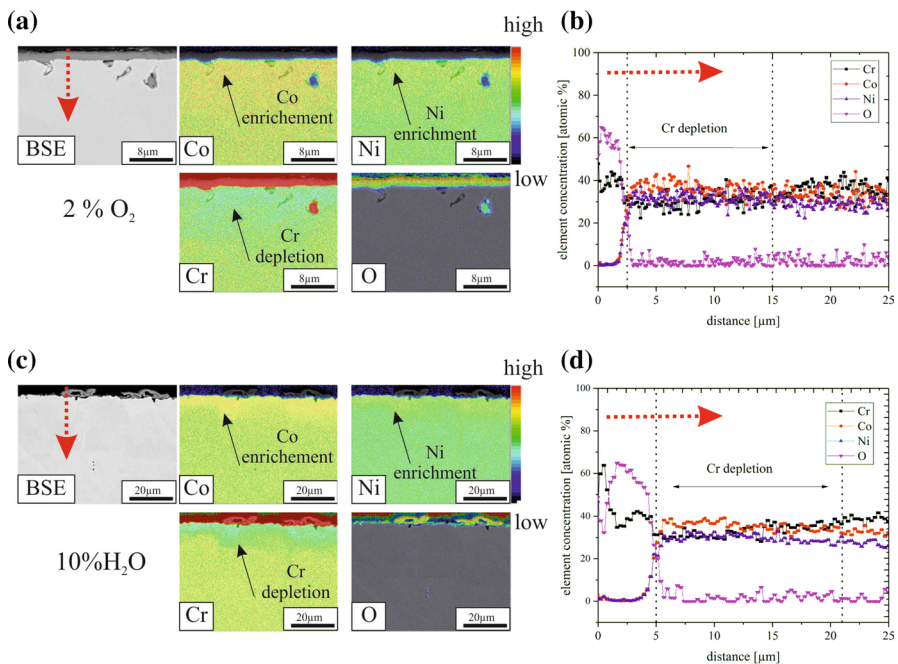 (a)
high
BSE
8μm
Co
enrichement
Co
8μm
Ni
enrichment
Ni
8μm
low
2 % O₂
Cr
depletion
Cr
8μm
O
8μm
(b)
element concentration [atomic %]
100
80
60
40
20
0
Cr depletion
Cr
Co
Ni
O
0 5 10 15 20 25
distance [μm]
(c)
high
BSE
20μm
Co
enrichement
Co
20μm
Ni
enrichment
Ni
20μm
low
10%H₂O
Cr
depletion
Cr
20μm
O
20μm
(d)
element concentration [atomic %]
100
80
60
40
20
0
Cr depletion
Cr
Co
Ni
O
0 5 10 15 20 25
distance [μm]